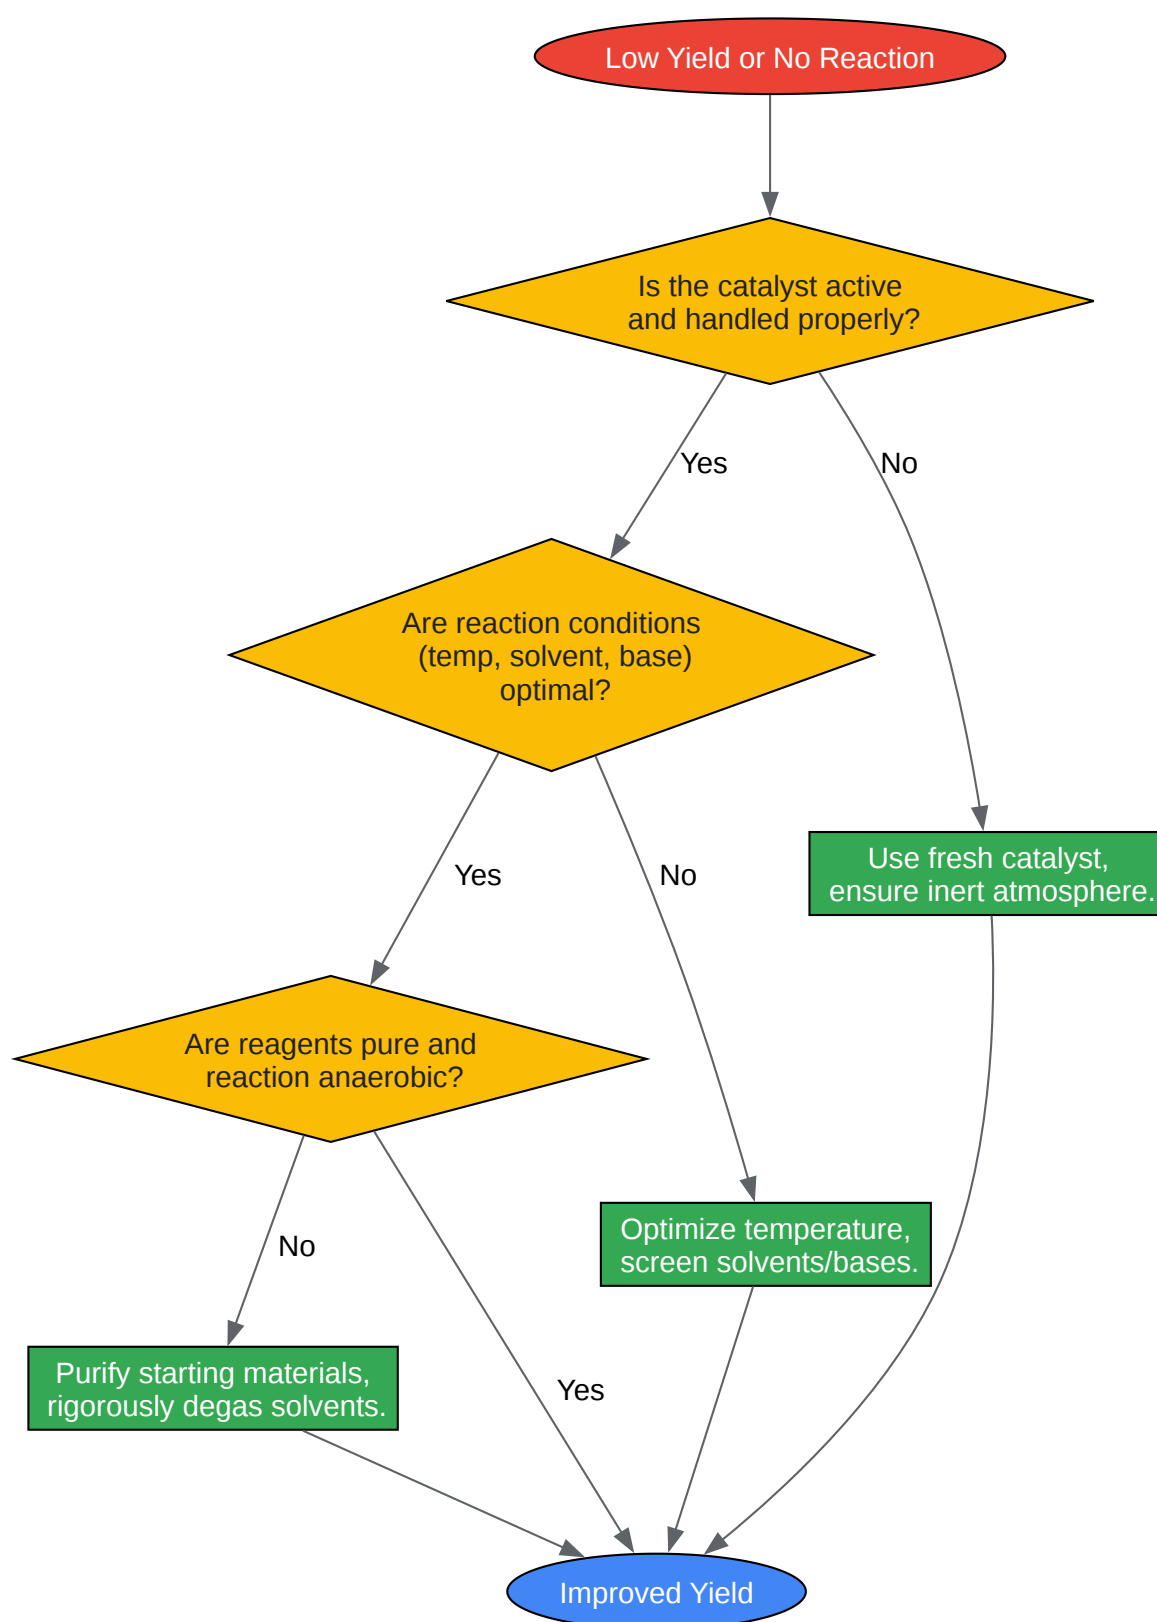 Low Yield or No Reaction
Is the catalyst active
and handled properly?
Yes
No
Are reaction conditions
(temp, solvent, base)
optimal?
Yes
No
Use fresh catalyst,
ensure inert atmosphere.
Are reagents pure and
reaction anaerobic?
No
Optimize temperature,
screen solvents/bases.
Purify starting materials,
rigorously degas solvents.
Yes
Improved Yield